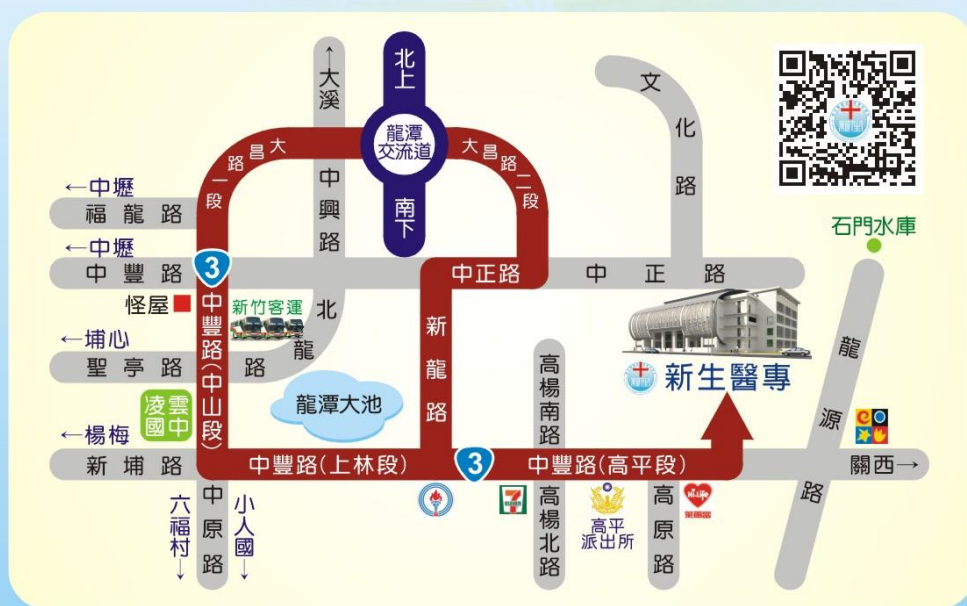 北上
龍潭
交流道
南下
←大溪
中興路
文化路
大昌路一段
大昌路二段
←中壢
福龍路
←中壢
中豐路
3
中正路
中正路
石門水庫
怪屋
新竹客運
中豐路(中山段)
北龍路
新龍路
←埔心
聖亭路
凌雲
國中
龍潭大池
高楊南路
新生醫專
龍源路
←楊梅
新埔路
中豐路(上林段)
3
中豐路(高平段)
關西→
六福村→
中原路
小人國→
7
高楊北路
高平
派出所
高原路
Hi-Life
萊爾富